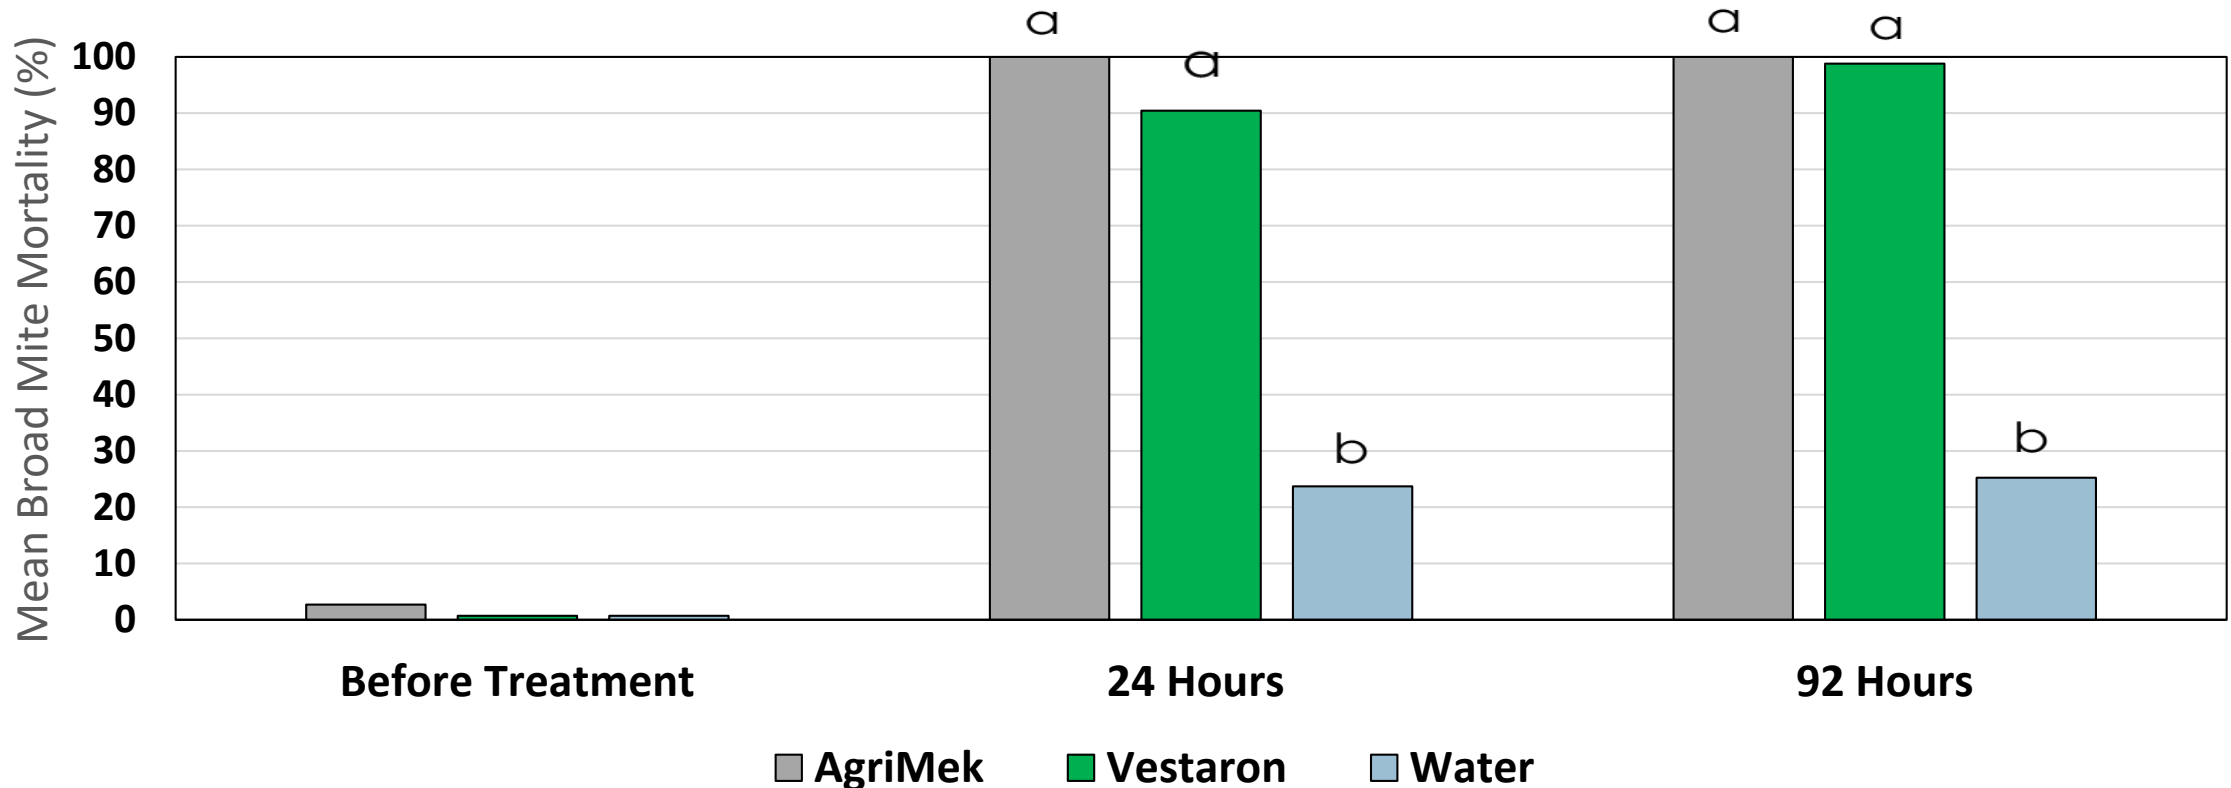 Mean Broad Mite Mortality (%)
100
90
80
70
60
50
40
30
20
10
0
a
a
b
a
a
b
Before Treatment
24 Hours
92 Hours
AgriMek
Vestaron
Water